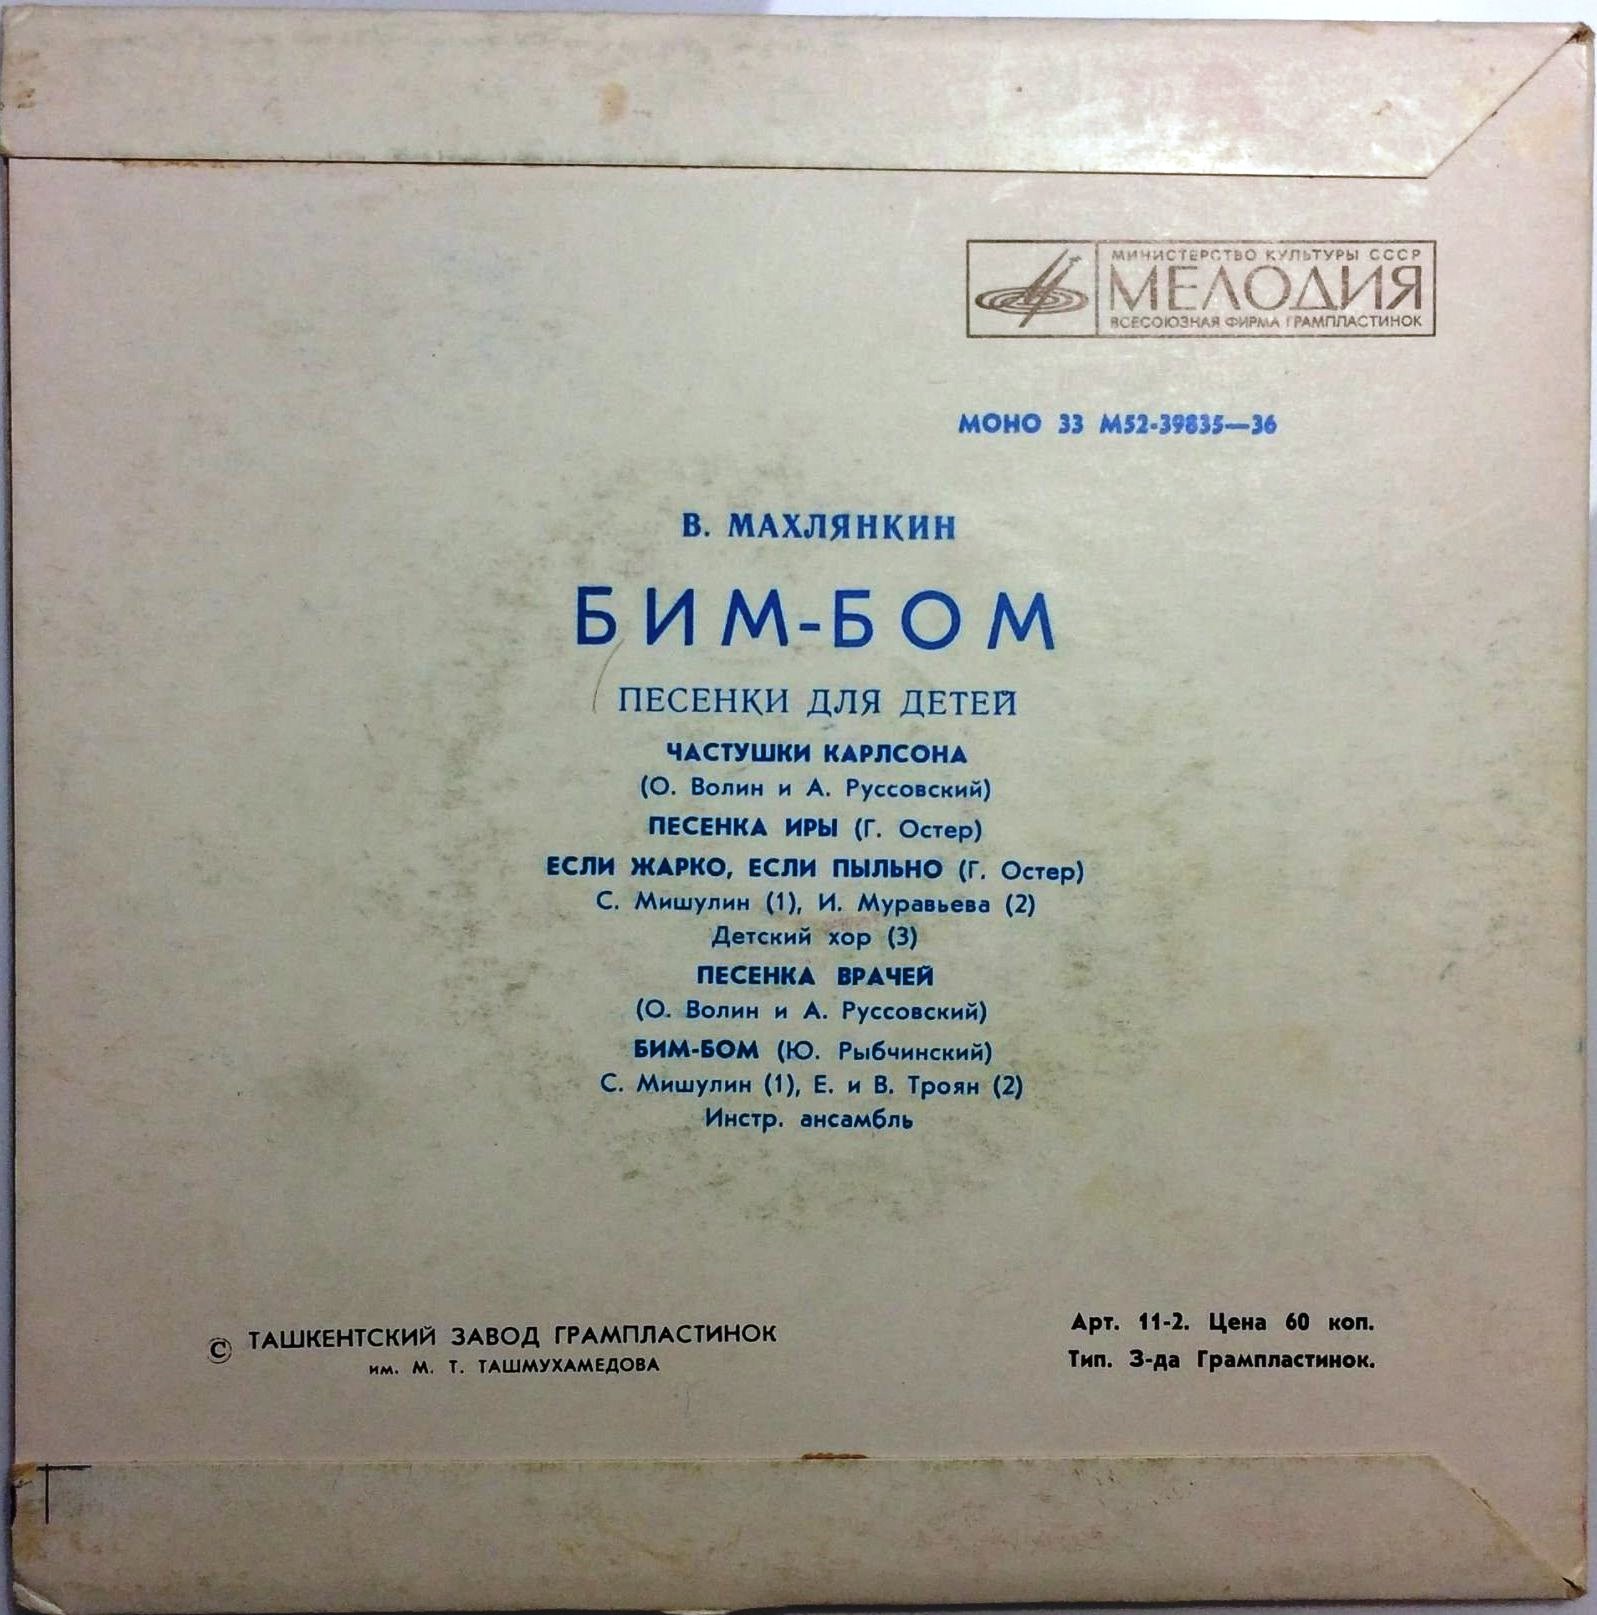 МИНИСТЕРСТВО КУЛЬТУРЫ СССР
МЕЛОДИЯ
ВСЕСОЮЗНАЯ ФИРМА ГРАМПЛАСТИНОК
МОНО 33 М52-39835—36
В. МАХЛЯНКИН
БИМ-БОМ
ПЕСЕНКИ ДЛЯ ДЕТЕЙ
ЧАСТУШКИ КАРЛСОНА
(О. Волин и А. Руссовский)
ПЕСЕНКА ИРЫ (Г. Остер)
ЕСЛИ ЖАРКО, ЕСЛИ ПЫЛЬНО (Г. Остер)
С. Мишулин (1), И. Муравьева (2)
Детский хор (3)
ПЕСЕНКА ВРАЧЕЙ
(О. Волин и А. Руссовский)
БИМ-БОМ (Ю. Рыбчинский)
С. Мишулин (1), Е. и В. Троян (2)
Инстр. ансамбль
© ТАШКЕНТСКИЙ ЗАВОД ГРАМПЛАСТИНОК
им. М. Т. ТАШМУХАМЕДОВА
Арт. 11-2. Цена 60 коп.
Тип. З-да Грампластинок.